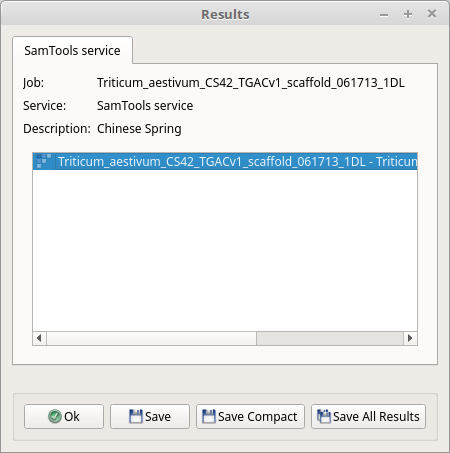 Results
SamTools service
Job: Triticum_aestivum_CS42_TGACv1_scaffold_061713_1DL
Service: SamTools service
Description: Chinese Spring
Triticum_aestivum_CS42_TGACv1_scaffold_061713_1DL - Triticum
Ok Save Save Compact Save All Results